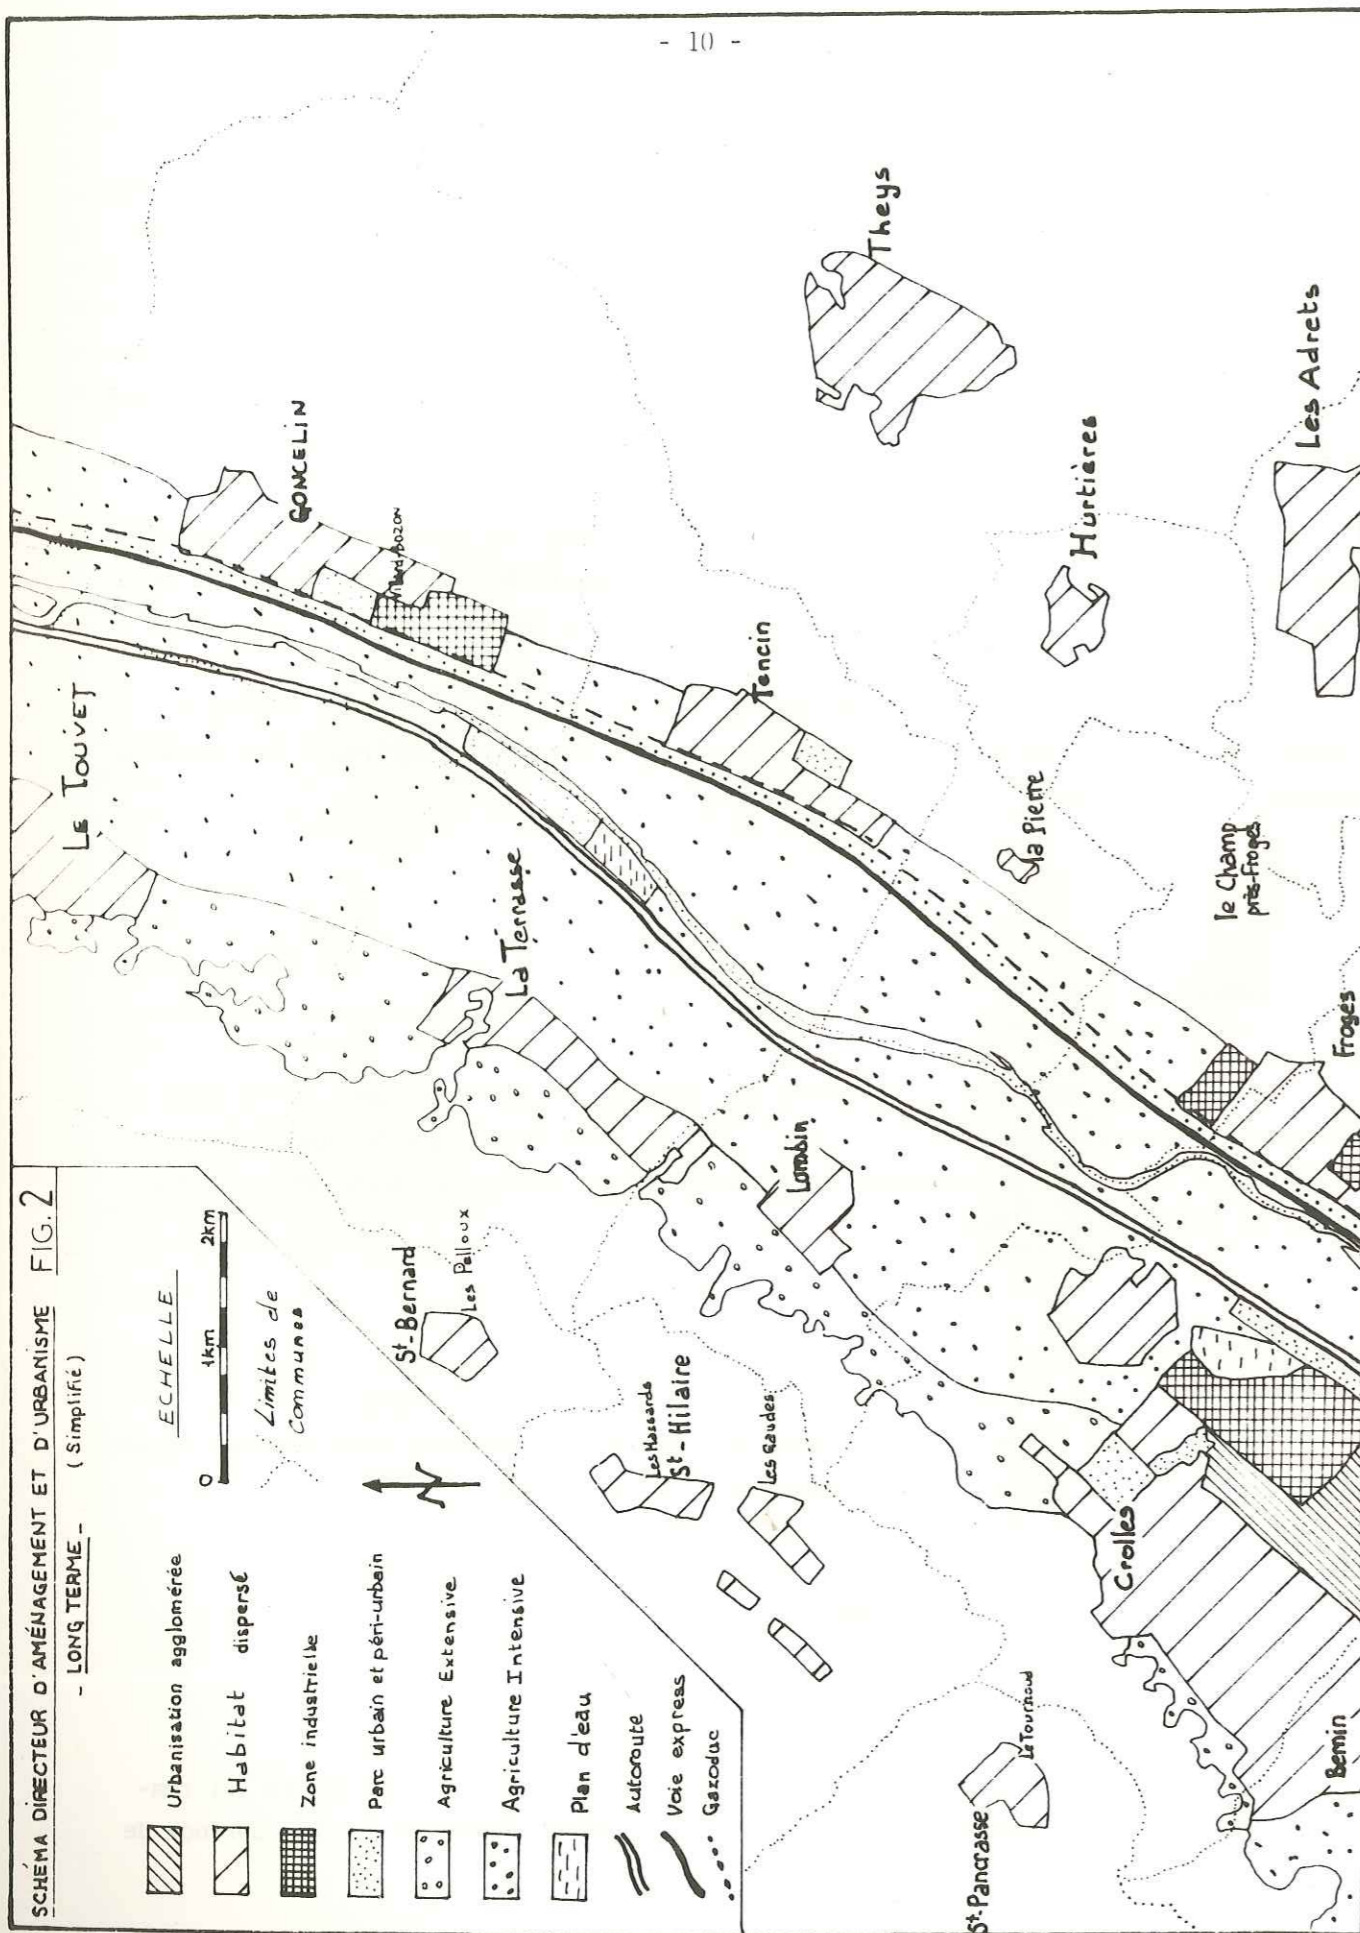 - 10 -
SCHÉMA DIRECTEUR D'AMÉNAGEMENT ET D'URBANISME FIG. 2
- LONG TERME - (Simplifié)
Urbanisation agglomérée
Habitat dispersé
Zone industrielle
Parc urbain et péri-urbain
Agriculture Extensive
Agriculture Intensive
Plan d'eau
Autoroute
Voie express
Gazoduc
ECHELLE
0 1km 2km
Limites de
Communes
LE TOUVET
GONCELIN
Villard-BOZON
La Terrasse
Tencin
Theys
St-Bernard
Les Palloux
Lumbin
la Pierre
Hurtières
Les Hassards
St-Hilaire
Les Gaudes
le Champ
près-Froges
Les Adrets
Froges
Crolles
Le Tournoud
St-Pancrasse
Bernin